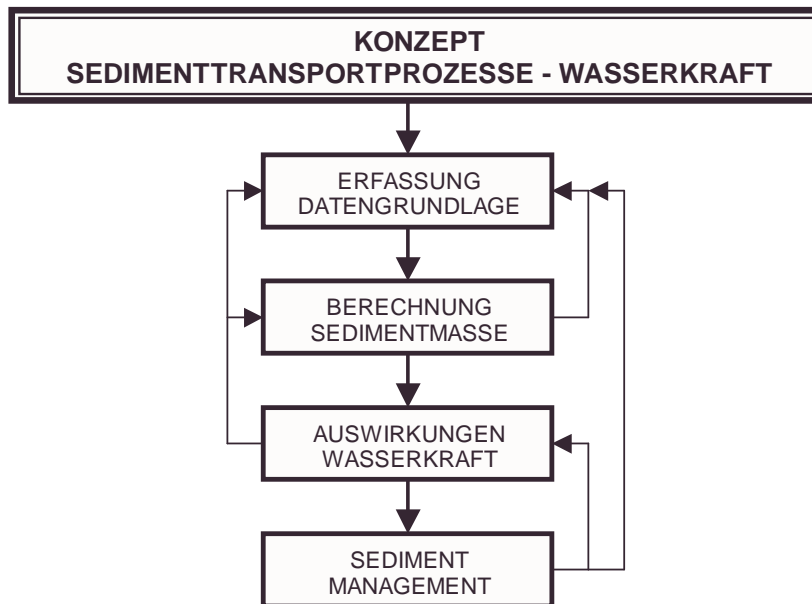 KONZEPT
SEDIMENTTRANSPORTPROZESSE - WASSERKRAFT
ERFASSUNG
DATENGRUNDLAGE
BERECHNUNG
SEDIMENTMASSE
AUSWIRKUNGEN
WASSERKRAFT
SEDIMENT
MANAGEMENT